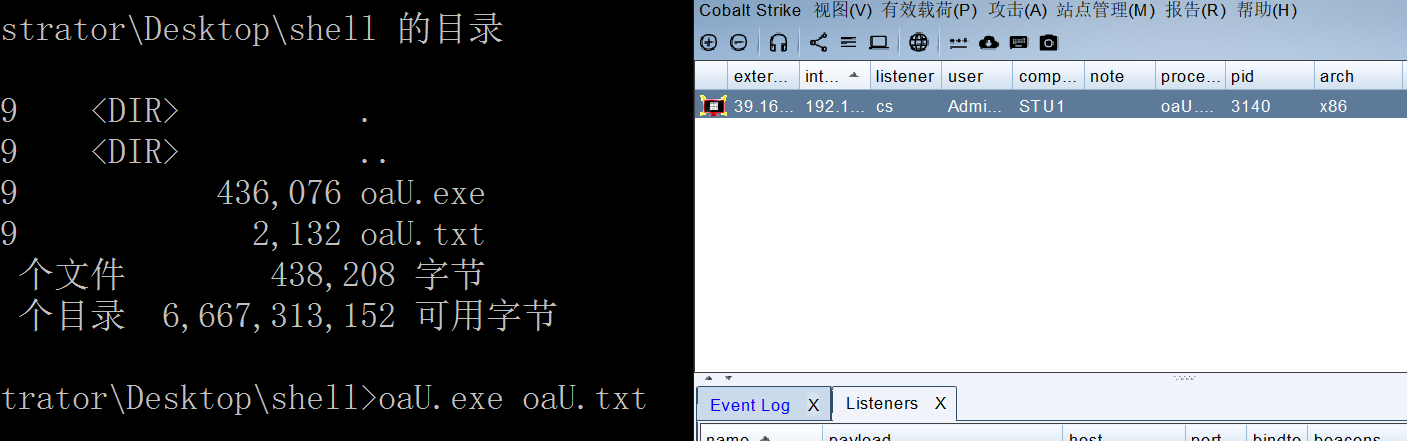 strator\Desktop\shell 的目录
9 <DIR> .
9 <DIR> ..
9 436,076 oaU.exe
9 2,132 oaU.txt
个文件 438,208 字节
个目录 6,667,313,152 可用字节
trator\Desktop\shell>oaU.exe oaU.txt
Cobalt Strike 视图(V) 有效载荷(P) 攻击(A) 站点管理(M) 报告(R) 帮助(H)
exter... int... listener user comp... note proce... pid arch
39.16... 192.1... cs Admi... STU1 oaU.... 3140 x86
Event Log X Listeners X
name payload host port bindto beacons